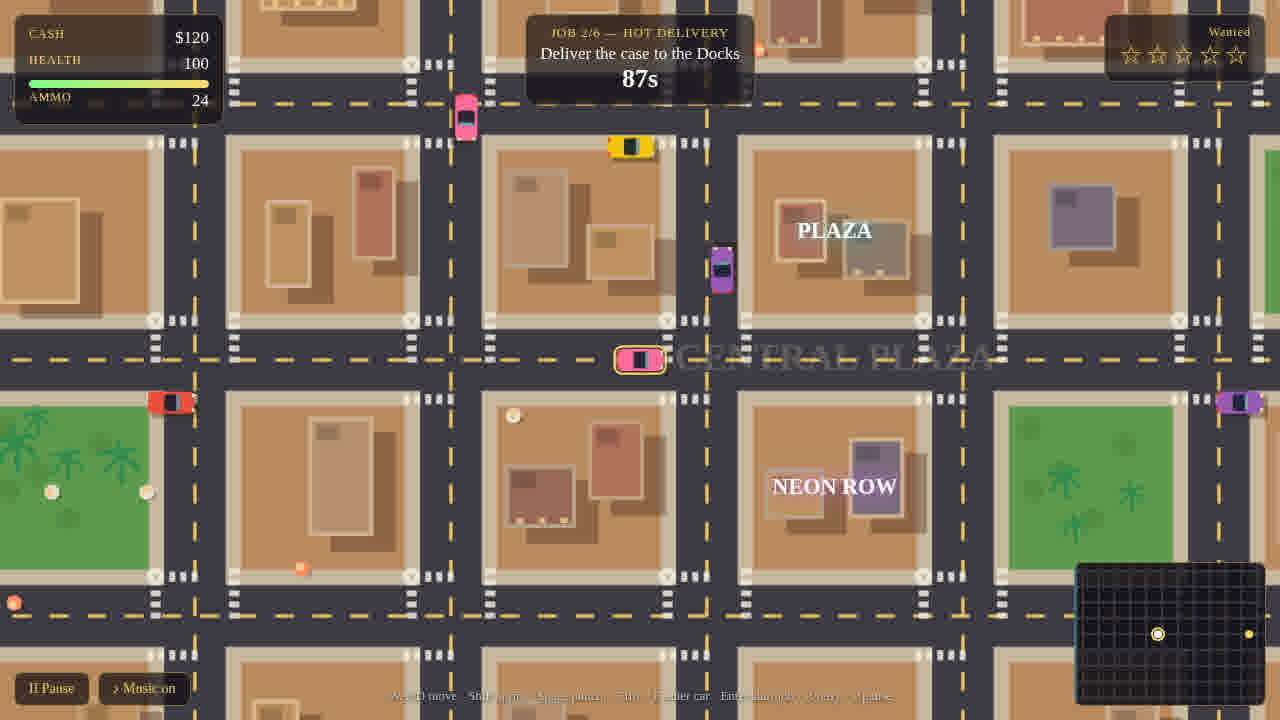 CASH
$120
HEALTH
100
AMMO
24
JOB 2/6 — HOT DELIVERY
Deliver the case to the Docks
87s
Wanted
☆☆☆☆☆
PLAZA
CENTRAL PLAZA
NEON ROW
II Pause
♪ Music on
move